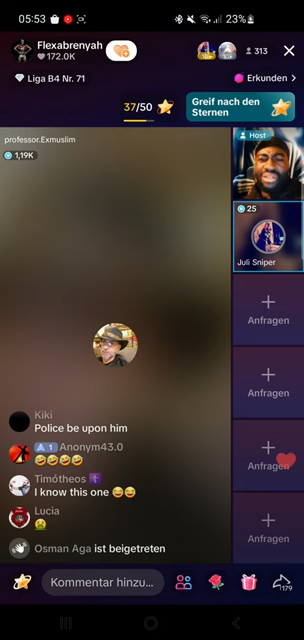 05:53
23%
Flexabrenyah
172.0K
313
Liga B4 Nr. 71
Erkunden >
37/50
Greif nach den
Sternen
professor.Exmuslim
1,19K
Host
25
Juli Sniper
Anfragen
Anfragen
Anfragen
Anfragen
Kiki
Police be upon him
1 Anonym43.0
🤣🤣🤣🤣
Timótheos ✝️
I know this one 😂😂
Lucia
🤮
Osman Aga ist beigetreten
Kommentar hinzu...
179